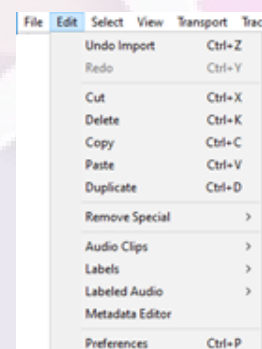 File Edit Select View Transport Trac
Undo Import Ctrl+Z
Redo Ctrl+Y
Cut Ctrl+X
Delete Ctrl+K
Copy Ctrl+C
Paste Ctrl+V
Duplicate Ctrl+D
Remove Special >
Audio Clips >
Labels >
Labeled Audio >
Metadata Editor
Preferences Ctrl+P